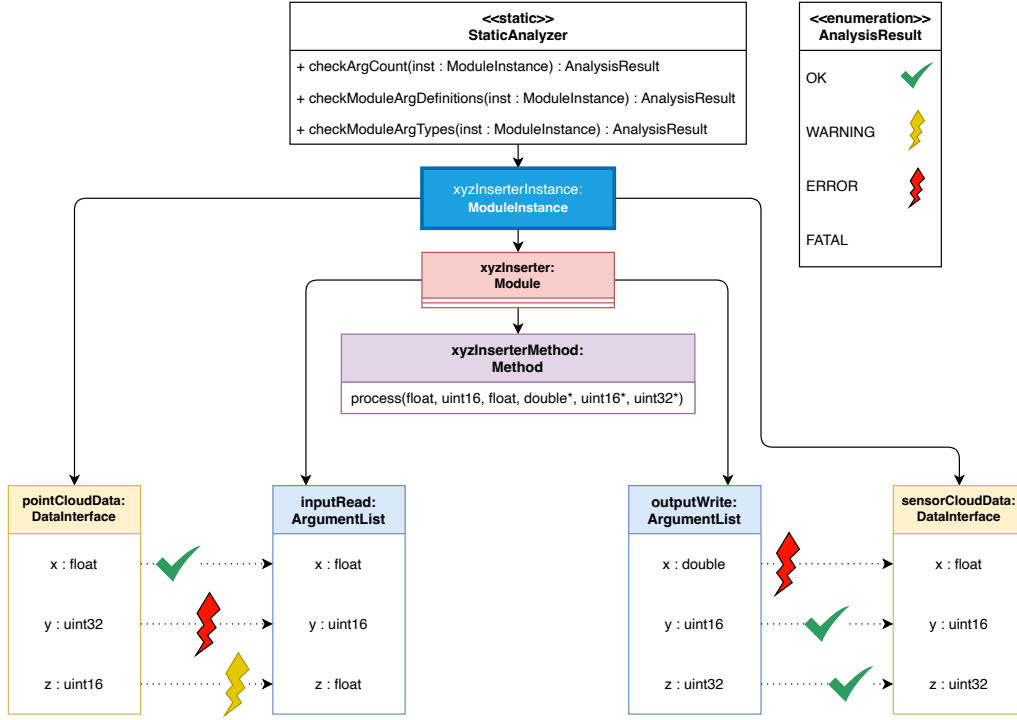 <<static>>
StaticAnalyzer
+ checkArgCount(inst : ModuleInstance) : AnalysisResult
+ checkModuleArgDefinitions(inst : ModuleInstance) : AnalysisResult
+ checkModuleArgTypes(inst : ModuleInstance) : AnalysisResult
<<enumeration>>
AnalysisResult
OK
WARNING
ERROR
FATAL
xyzInserterInstance:
ModuleInstance
xyzInserter:
Module
xyzInserterMethod:
Method
process(float, uint16, float, double*, uint16*, uint32*)
pointCloudData:
DataInterface
x : float
y : uint32
z : uint16
inputRead:
ArgumentList
x : float
y : uint16
z : float
outputWrite:
ArgumentList
x : double
y : uint16
z : uint32
sensorCloudData:
DataInterface
x : float
y : uint16
z : uint32